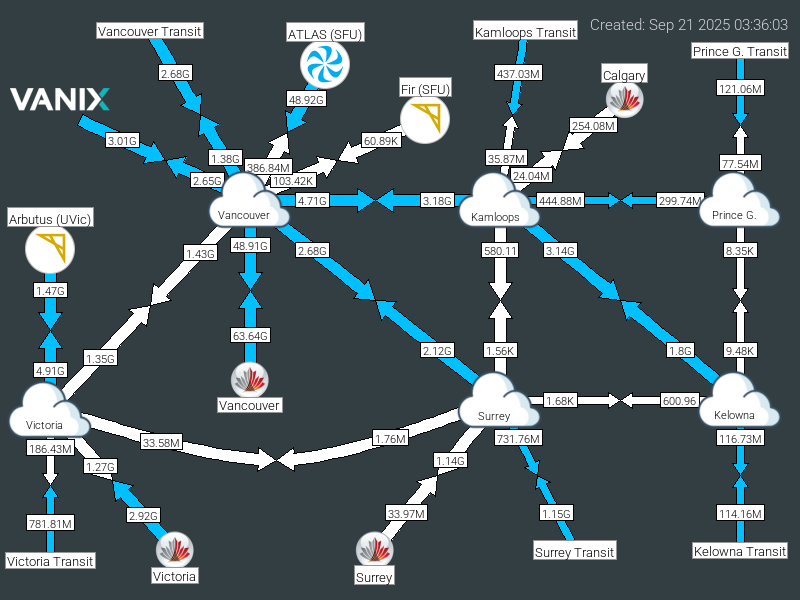 Created: Sep 21 2025 03:36:03
Vancouver Transit
ATLAS (SFU)
Kamloops Transit
Prince G. Transit
2.68G
437.03M
Calgary
Fir (SFU)
121.06M
VANIX
48.92G
254.08M
3.01G
60.89K
1.38G
35.87M
77.54M
386.84M
24.04M
2.65G
103.42K
4.71G
3.18G
444.88M
299.74M
Vancouver
Kamloops
Prince G.
Arbutus (UVic)
48.91G
2.68G
580.11
3.14G
8.35K
1.43G
1.47G
63.64G
1.35G
2.12G
1.56K
1.8G
9.48K
4.91G
Vancouver
1.68K
600.96
Victoria
Surrey
Kelowna
186.43M
33.58M
1.76M
731.76M
116.73M
1.27G
1.14G
781.81M
2.92G
33.97M
1.15G
114.16M
Victoria Transit
Victoria
Surrey
Surrey Transit
Kelowna Transit